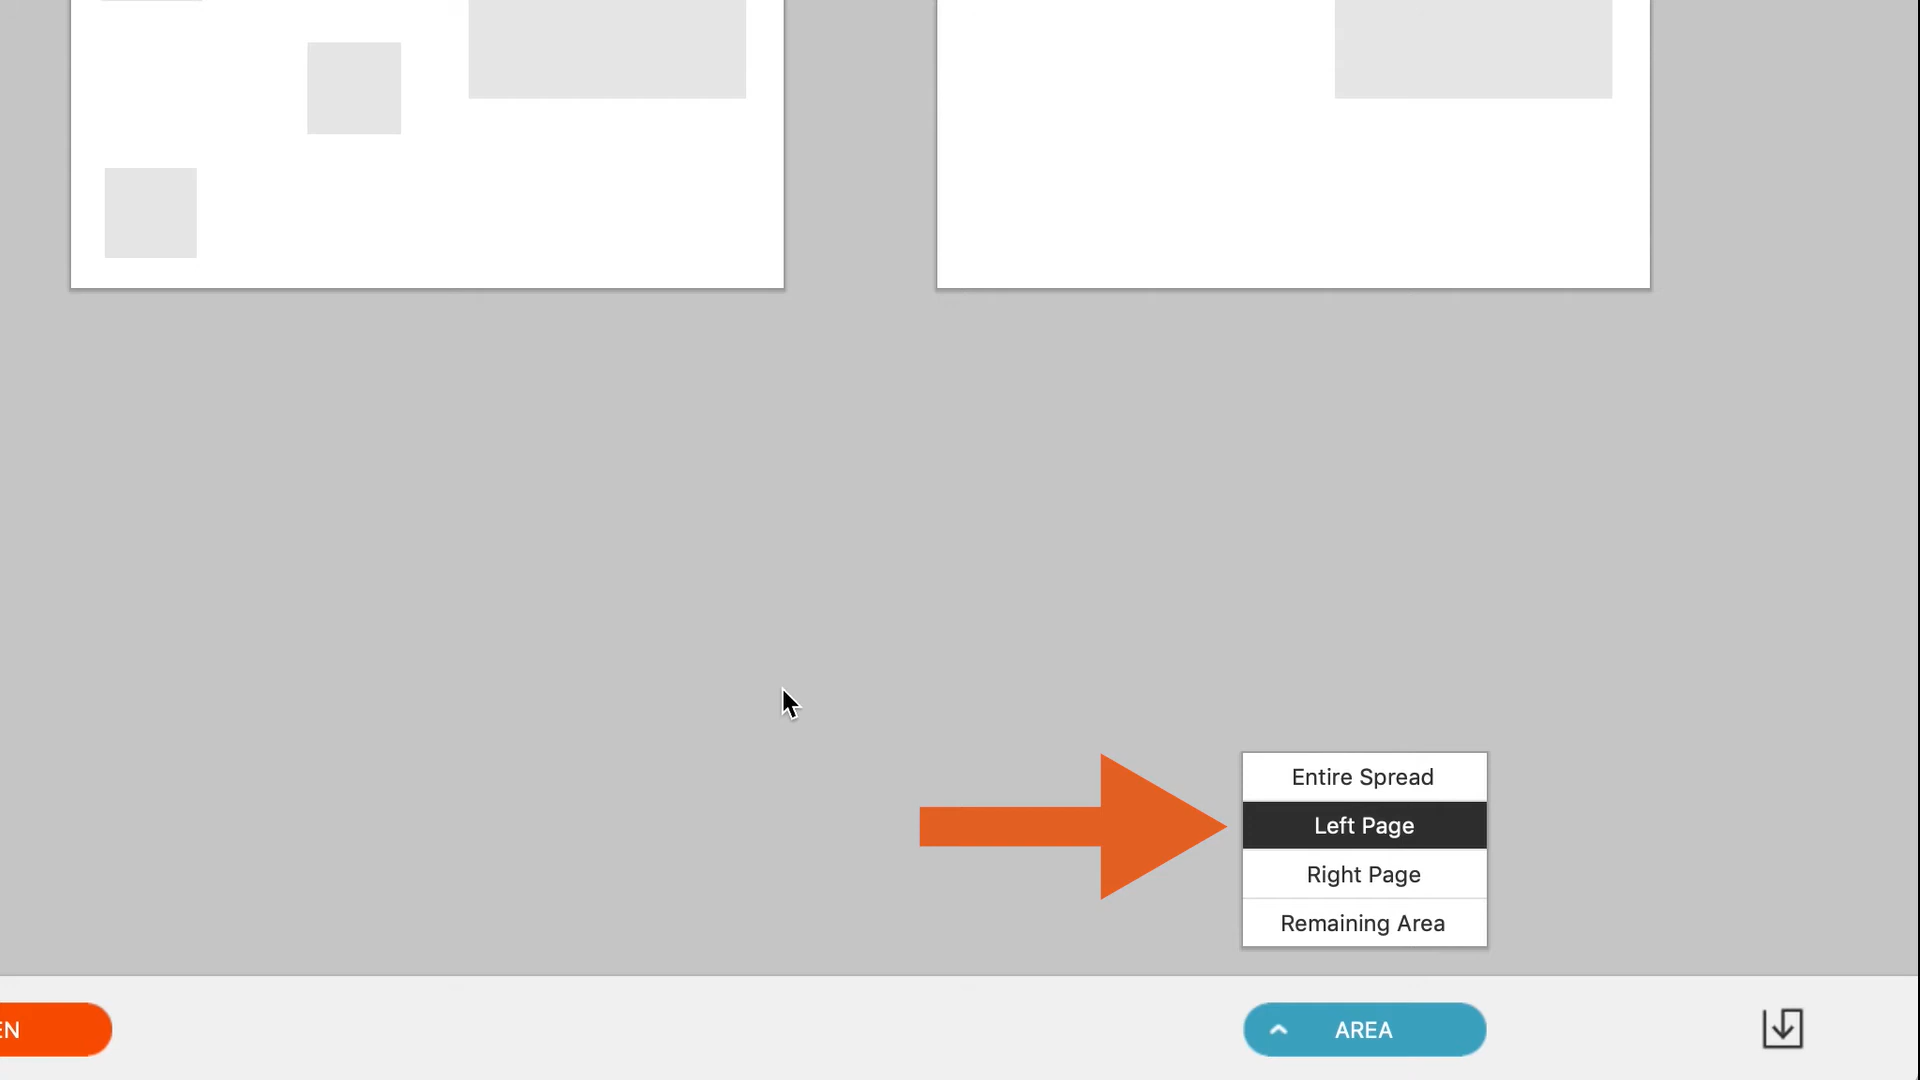 Entire Spread
Left Page
Right Page
Remaining Area
EN
AREA